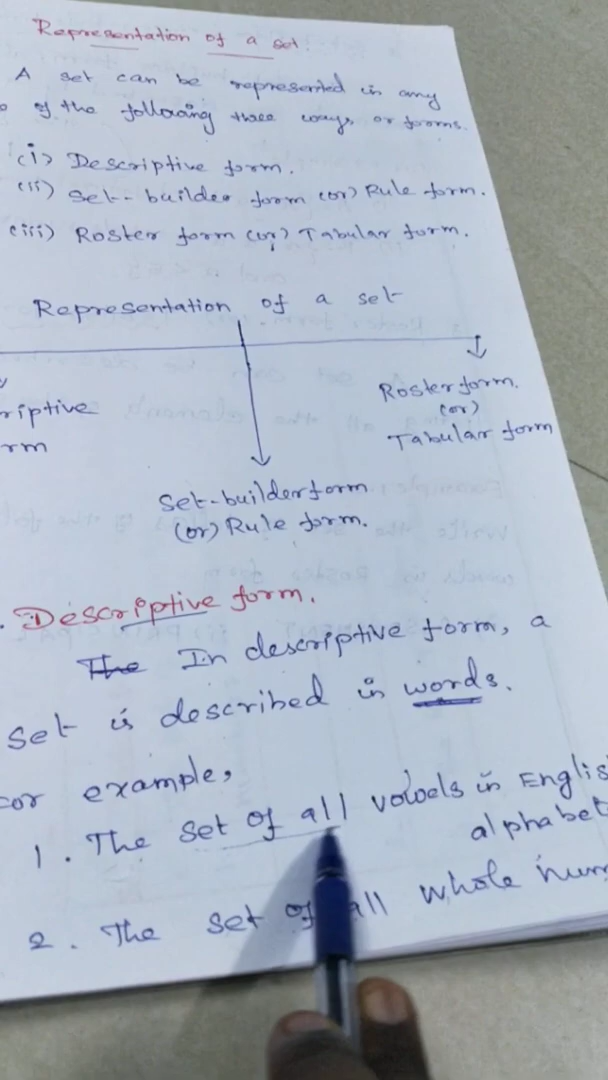 Representation of a set.
A set can be represented in any
of the following three ways or forms.
(i) Descriptive form.
(ii) Set-builder form (or) Rule form.
(iii) Roster form (or) Tabular form.
Representation of a set
riptive
rm
Roster form.
(or)
Tabular form
Set-builder form
(or) Rule form.
. Descriptive form.
The In descriptive form, a
set is described in words.
or example,
1. The set of all vowels in Englis
alphabet
2. The set of all whole num